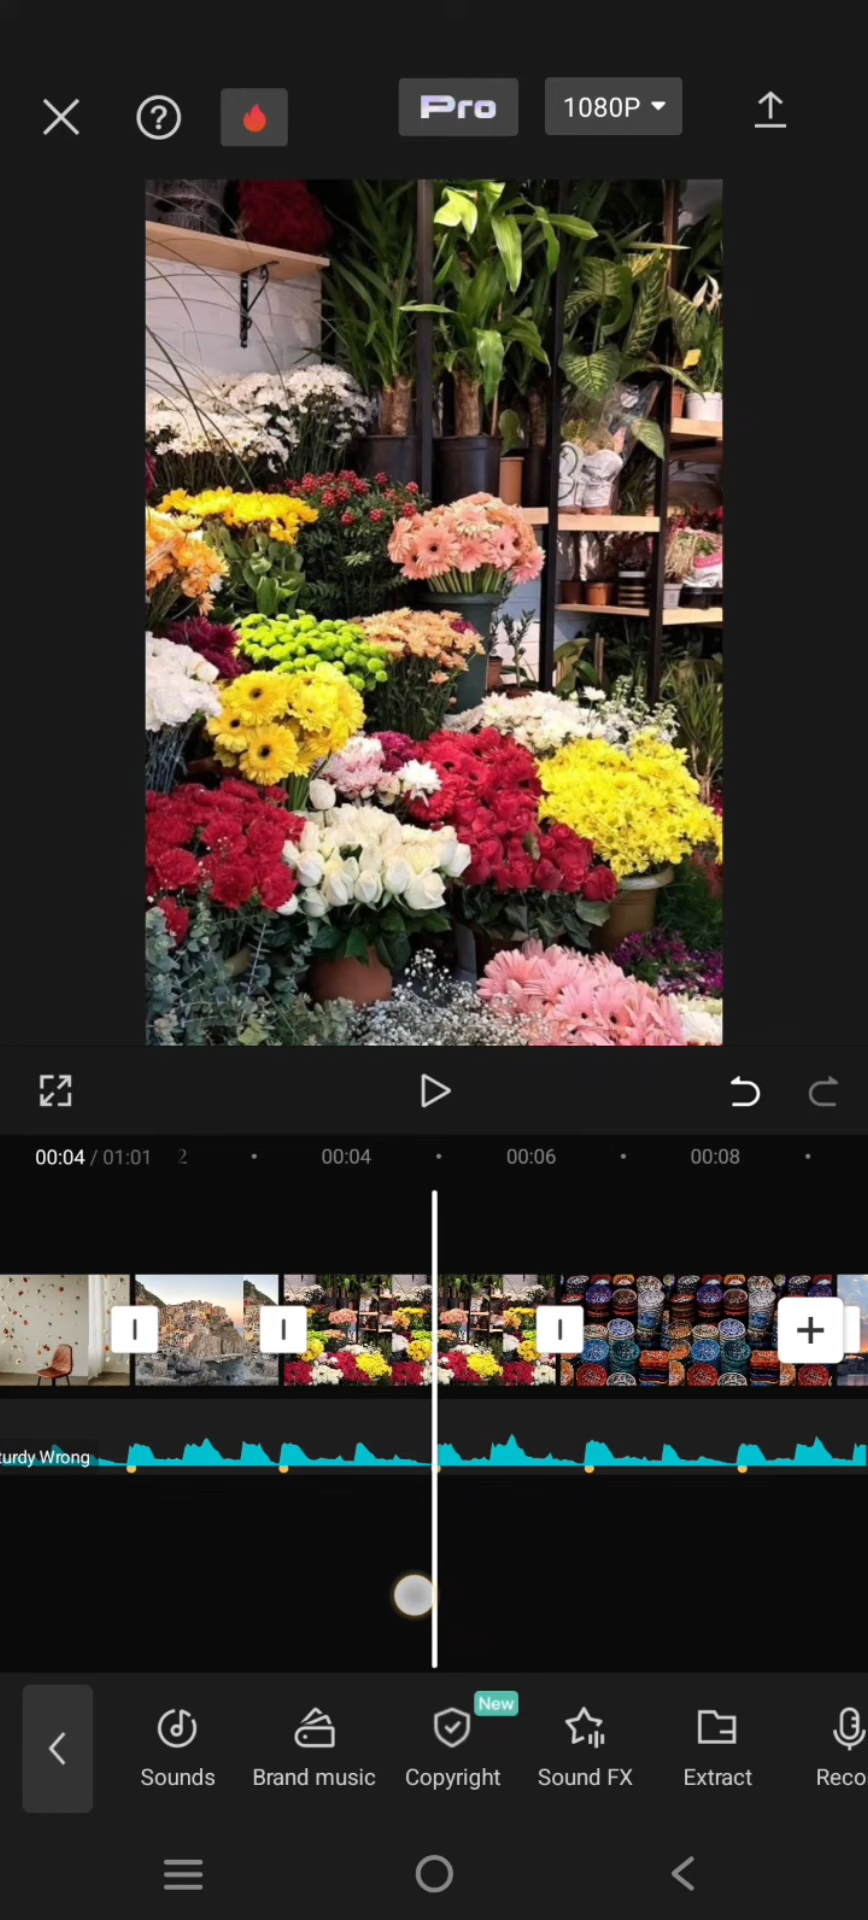 Pro
1080P
00:04 / 01:01 2 00:04 00:06 00:08
turdy Wrong
New
Sounds Brand music Copyright Sound FX Extract Reco